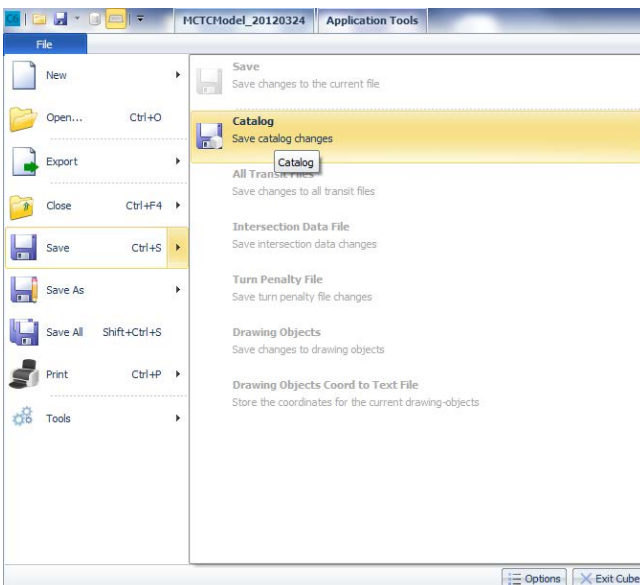 MCTCModel_20120324 Application Tools
File
New
Open... Ctrl+O
Export
Close Ctrl+F4
Save Ctrl+S
Save As
Save All Shift+Ctrl+S
Print Ctrl+P
Tools
Save
Save changes to the current file
Catalog
Save catalog changes
Catalog
All Transit Files
Save changes to all transit files
Intersection Data File
Save intersection data changes
Turn Penalty File
Save turn penalty file changes
Drawing Objects
Save changes to drawing objects
Drawing Objects Coord to Text File
Store the coordinates for the current drawing-objects
Options Exit Cube